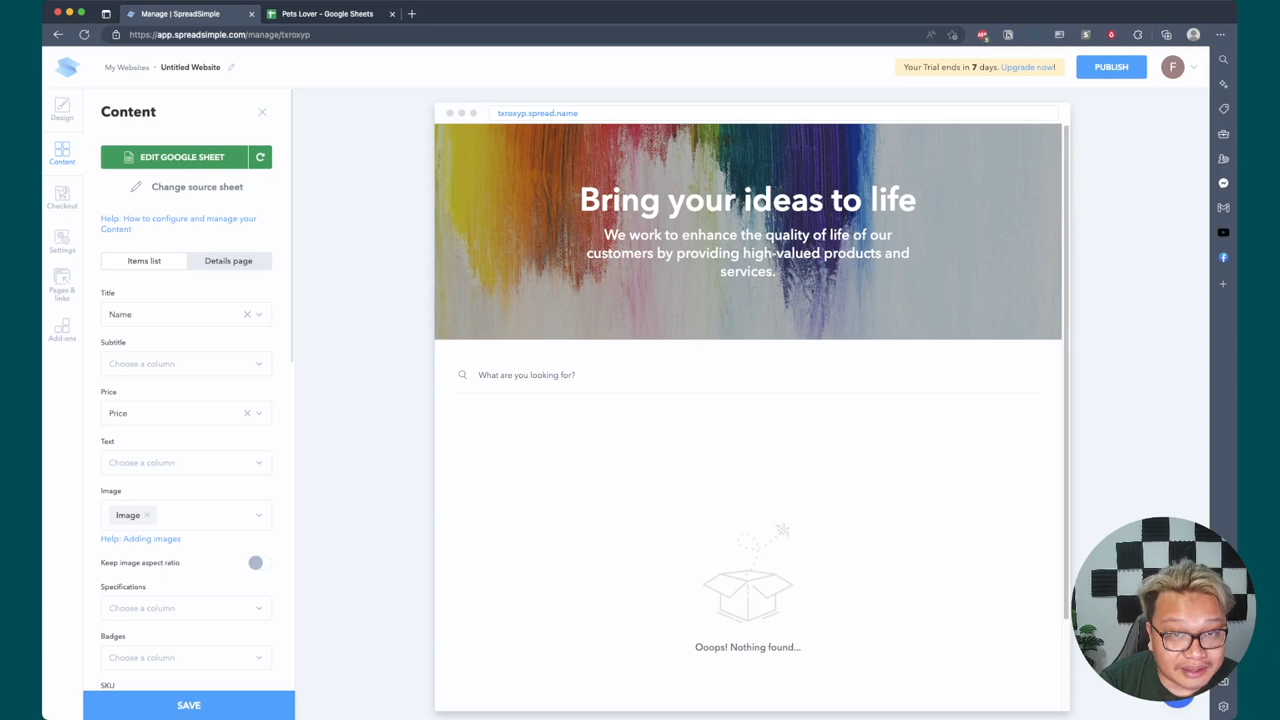 Manage | SpreadSimple
Pets Lover - Google Sheets
https://app.spreadsimple.com/manage/txroxyp
My Websites
Untitled Website
Your Trial ends in 7 days. Upgrade now!
PUBLISH
F
Design
Content
Checkout
Settings
Pages &
links
Add-ons
Content
EDIT GOOGLE SHEET
Change source sheet
Help: How to configure and manage your
Content
Items list
Details page
Title
Name
Subtitle
Choose a column
Price
Price
Text
Choose a column
Image
Image
Help: Adding images
Keep image aspect ratio
Specifications
Choose a column
Badges
Choose a column
SKU
SAVE
txroxyp.spread.name
Bring your ideas to life
We work to enhance the quality of life of our
customers by providing high-valued products and
services.
What are you looking for?
Ooops! Nothing found...